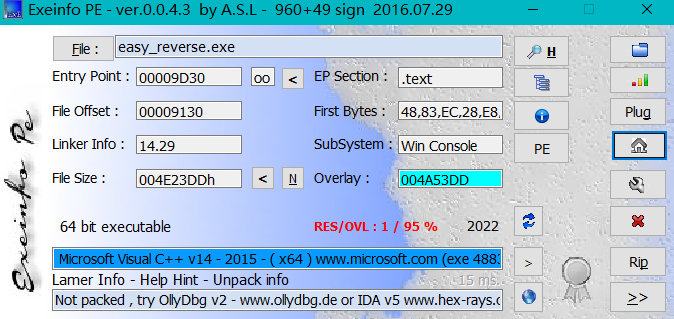 Exeinfo PE - ver.0.0.4.3 by A.S.L - 960+49 sign 2016.07.29
File : easy_reverse.exe H
Entry Point : 00009D30 oo < EP Section : .text
File Offset : 00009130 First Bytes : 48,83,EC,28,E8, Plug
Linker Info : 14.29 SubSystem : Win Console PE
File Size : 004E23DDh < N Overlay : 004A53DD
64 bit executable RES/OVL : 1 / 95 % 2022
Microsoft Visual C++ v14 - 2015 - ( x64 ) www.microsoft.com (exe 4883 > Rip
Lamer Info - Help Hint - Unpack info 15 ms.
Not packed , try OllyDbg v2 - www.ollydbg.de or IDA v5 www.hex-rays.c >>
Exeinfo Pe